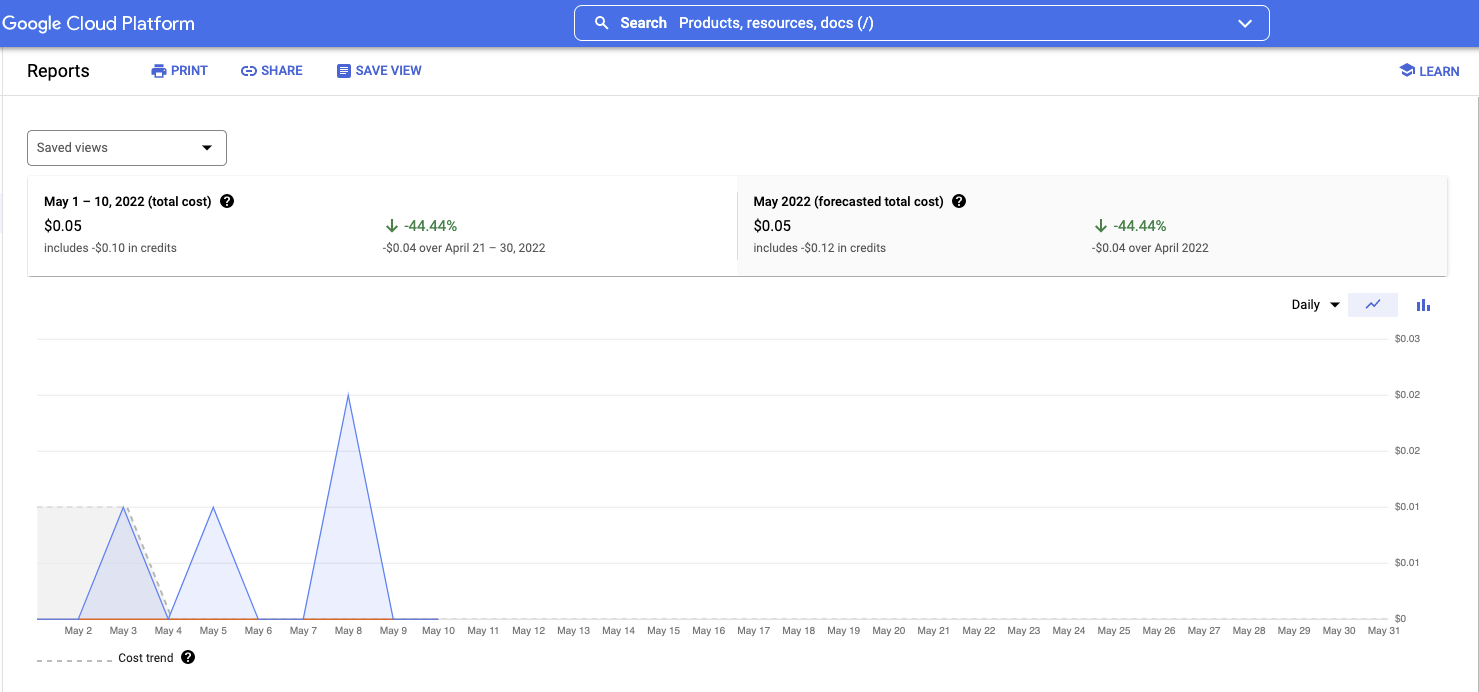 Google Cloud Platform
Search Products, resources, docs (/)
Reports PRINT SHARE SAVE VIEW LEARN
Saved views
May 1 – 10, 2022 (total cost) ? May 2022 (forecasted total cost) ?
$0.05 -44.44% $0.05 -44.44%
includes -$0.10 in credits -$0.04 over April 21 – 30, 2022 includes -$0.12 in credits -$0.04 over April 2022
Daily
$0.03
$0.02
$0.02
$0.01
$0.01
$0
May 2 May 3 May 4 May 5 May 6 May 7 May 8 May 9 May 10 May 11 May 12 May 13 May 14 May 15 May 16 May 17 May 18 May 19 May 20 May 21 May 22 May 23 May 24 May 25 May 26 May 27 May 28 May 29 May 30 May 31
Cost trend ?